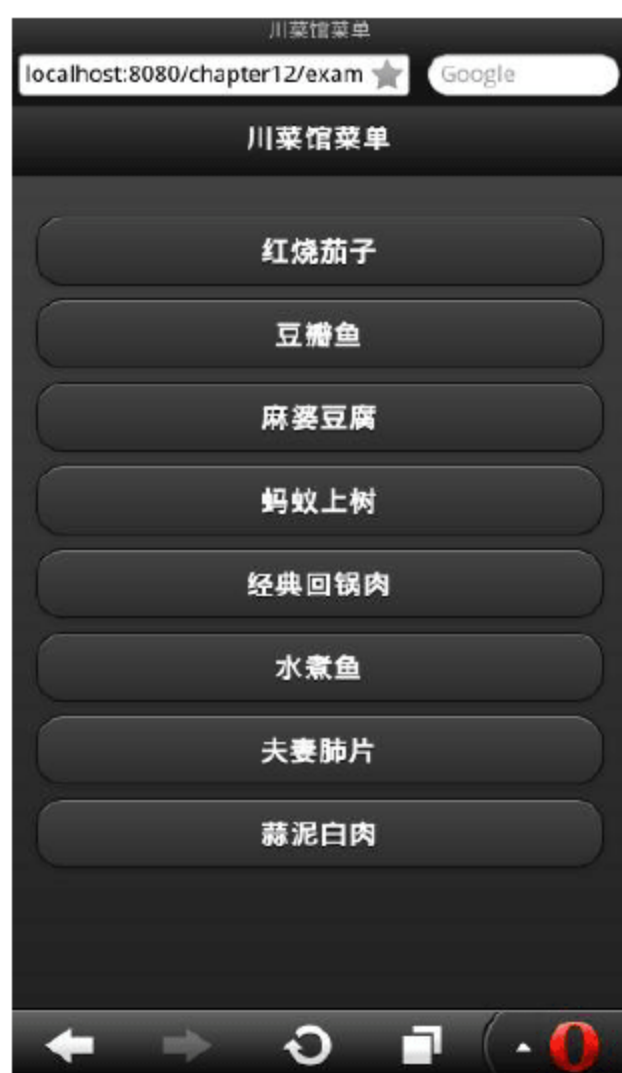 川菜馆菜单
localhost:8080/chapter12/exam
Google
川菜馆菜单
红烧茄子
豆瓣鱼
麻婆豆腐
蚂蚁上树
经典回锅肉
水煮鱼
夫妻肺片
蒜泥白肉